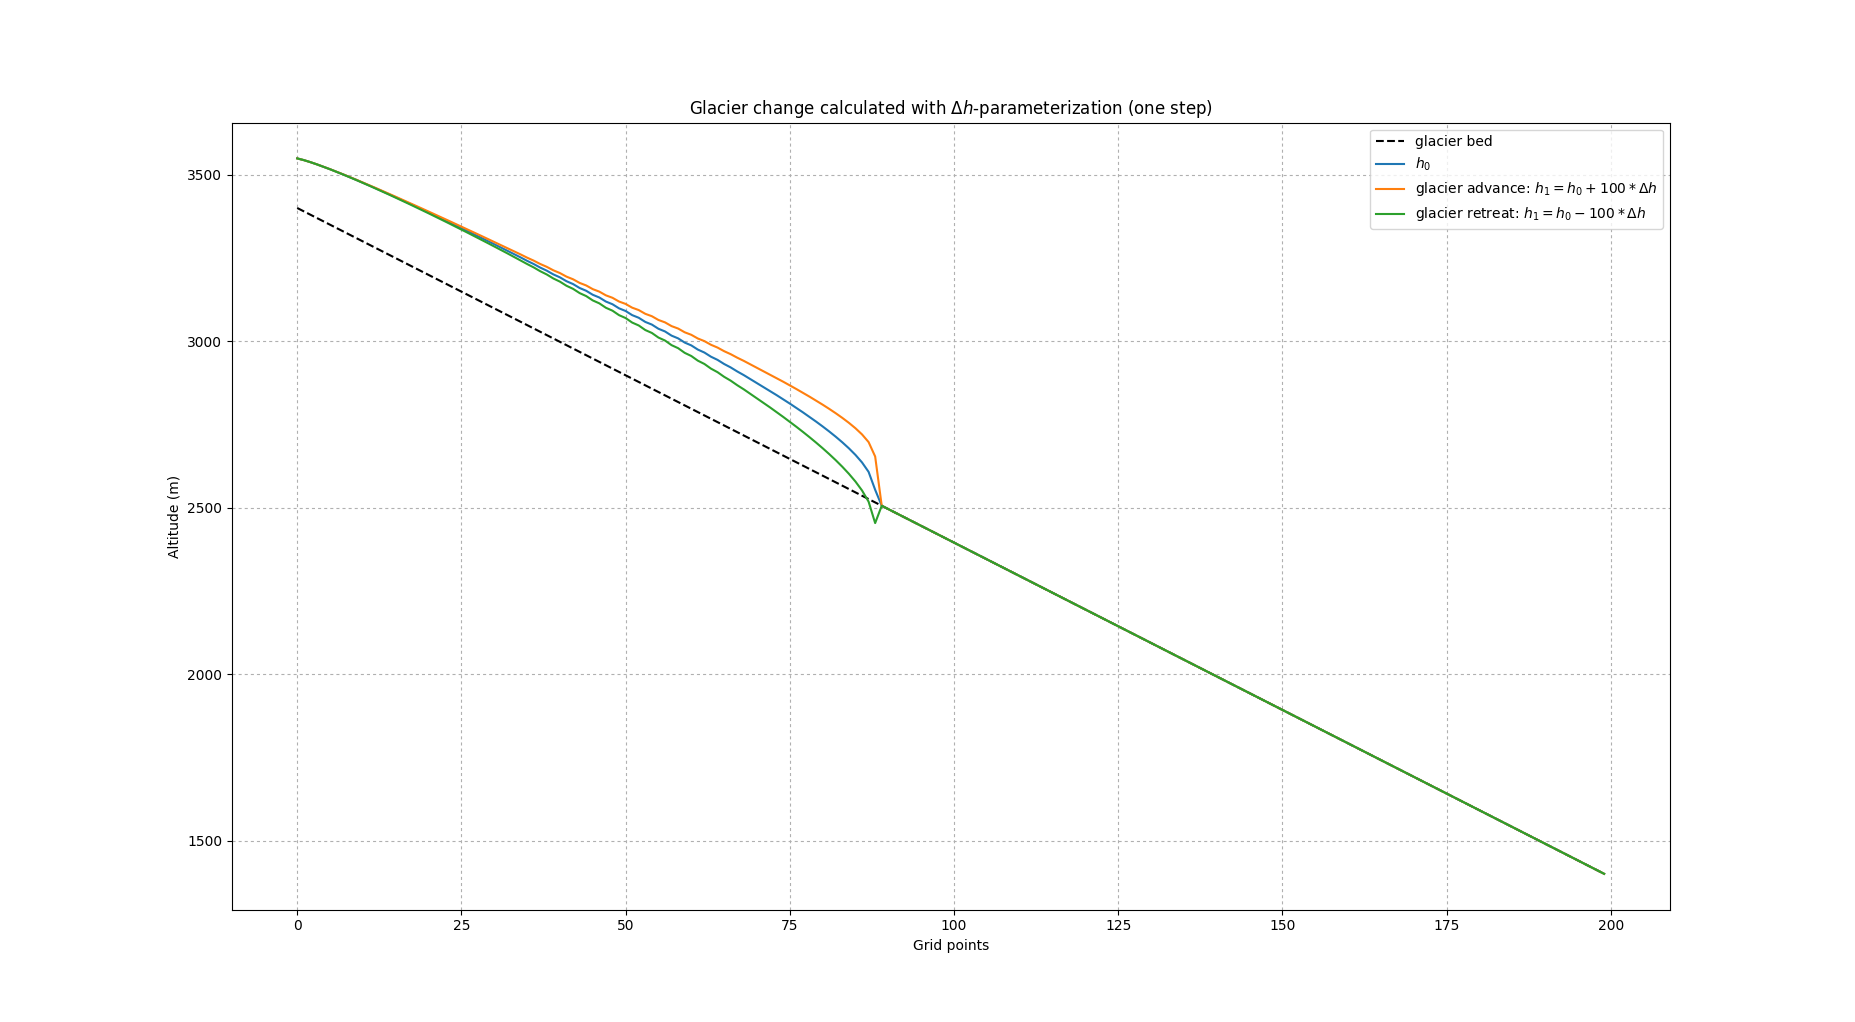 Glacier change calculated with Δh-parameterization (one step)
glacier bed
h₀
glacier advance: h₁ = h₀ + 100 * Δh
glacier retreat: h₁ = h₀ − 100 * Δh
3500
3000
2500
2000
1500
Altitude (m)
0 25 50 75 100 125 150 175 200
Grid points